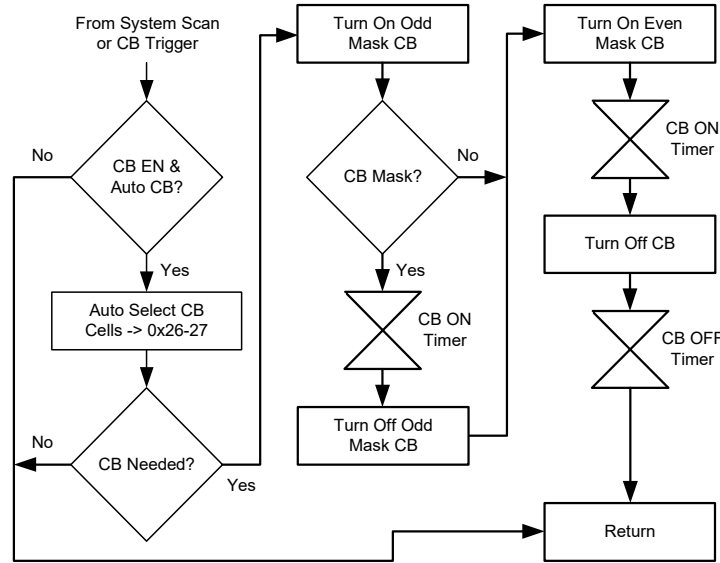 From System Scan
or CB Trigger
No
CB EN &
Auto CB?
Yes
Auto Select CB
Cells -> 0x26-27
No
CB Needed?
Yes
Turn On Odd
Mask CB
CB Mask?
No
Yes
CB ON
Timer
Turn Off Odd
Mask CB
Turn On Even
Mask CB
CB ON
Timer
Turn Off CB
CB OFF
Timer
Return